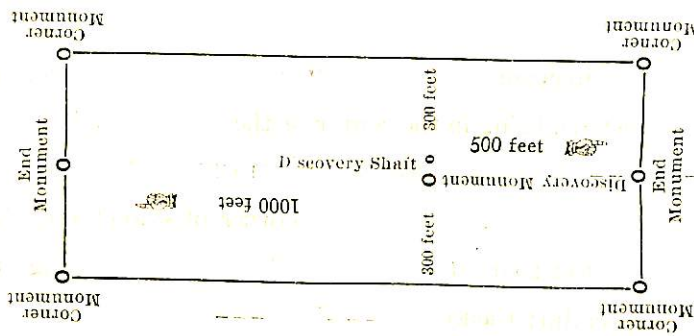 Corner
Monument
Corner
Monument
300 feet
500 feet
D scovery Shaft
Discovery Monument
End
Monument
End
Monument
1000 feet
300 feet
Corner
Monument
Corner
Monument